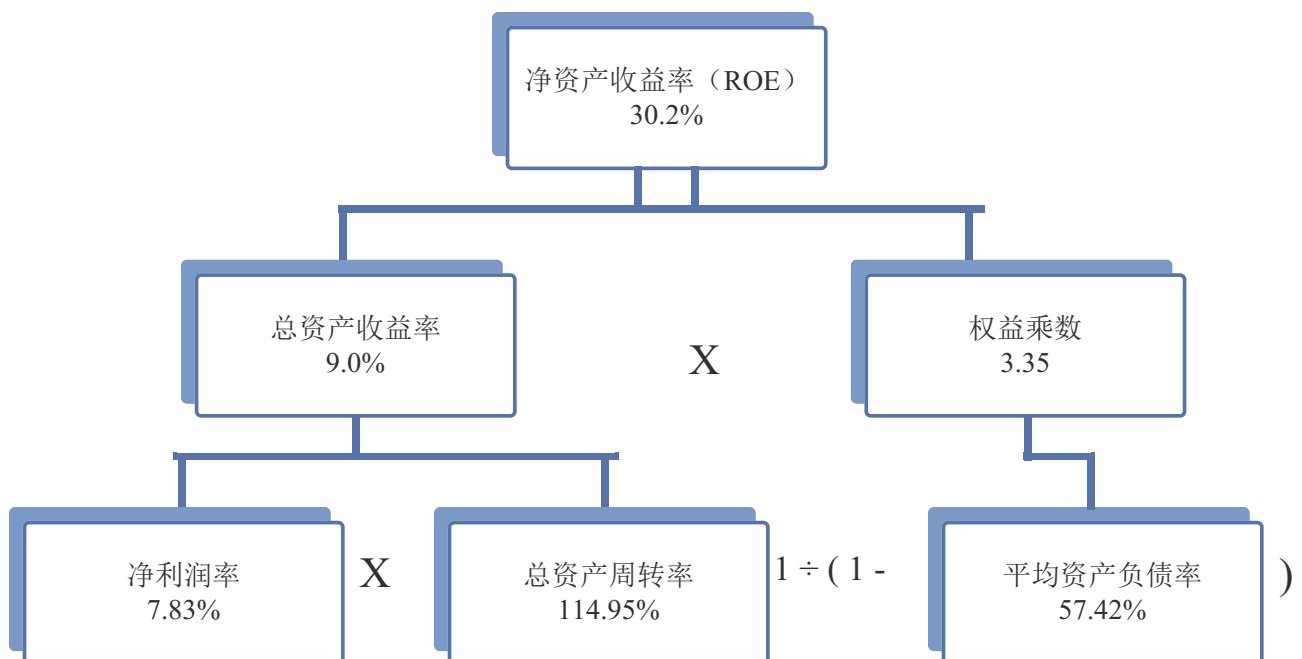 净资产收益率（ROE）
30.2%
总资产收益率
9.0%
X
权益乘数
3.35
净利润率
7.83%
X
总资产周转率
114.95%
1 ÷ ( 1 -
平均资产负债率
57.42%
)